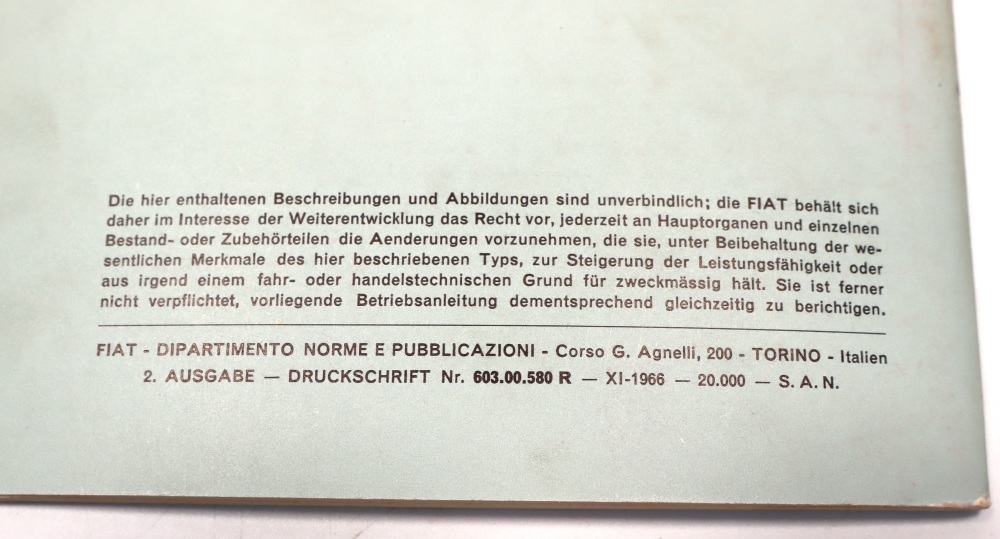 Die hier enthaltenen Beschreibungen und Abbildungen sind unverbindlich; die FIAT behält sich
daher im Interesse der Weiterentwicklung das Recht vor, jederzeit an Hauptorganen und einzelnen
Bestand- oder Zubehörteilen die Aenderungen vorzunehmen, die sie, unter Beibehaltung der we-
sentlichen Merkmale des hier beschriebenen Typs, zur Steigerung der Leistungsfähigkeit oder
aus irgend einem fahr- oder handelstechnischen Grund für zweckmässig hält. Sie ist ferner
nicht verpflichtet, vorliegende Betriebsanleitung dementsprechend gleichzeitig zu berichtigen.
FIAT - DIPARTIMENTO NORME E PUBBLICAZIONI - Corso G. Agnelli, 200 - TORINO - Italien
2. AUSGABE — DRUCKSCHRIFT Nr. 603.00.580 R — XI-1966 — 20.000 — S. A. N.